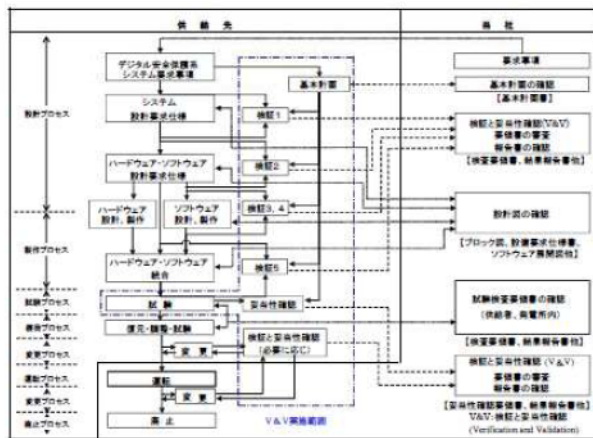 供給先
当社
デジタル安全保護系
システム要求事項
要求事項
基本計画
基本計画の確認
【基本計画書】
システム
設計要求仕様
検証1
検証と妥当性確認(V&V)
要領書の審査
報告書の確認
【検査要領書、結果報告書他】
設計プロセス
ハードウェア・ソフトウェア
設計要求仕様
検証2
ハードウェア
設計、製作
ソフトウェア
設計、製作
検証3, 4
設計図の確認
【ブロック図、設備要求仕様書、
ソフトウェア展開図他】
製作プロセス
ハードウェア・ソフトウェア
統合
検証5
試験プロセス
試験
妥当性確認
試験検査要領書の確認
(供給者、発電所内)
【検査要領書、結果報告書他】
プロセス
試験
変更プロセス
変更
検証と妥当性確認
(必要に応じ)
検証と妥当性確認(V&V)
要領書の審査
報告書の確認
【妥当性確認要領書、結果報告書他】
運転プロセス
運転
変更プロセス
変更
廃止プロセス
廃止
V&V実施範囲
V&V:検証と妥当性確認
(Verification and Validation)